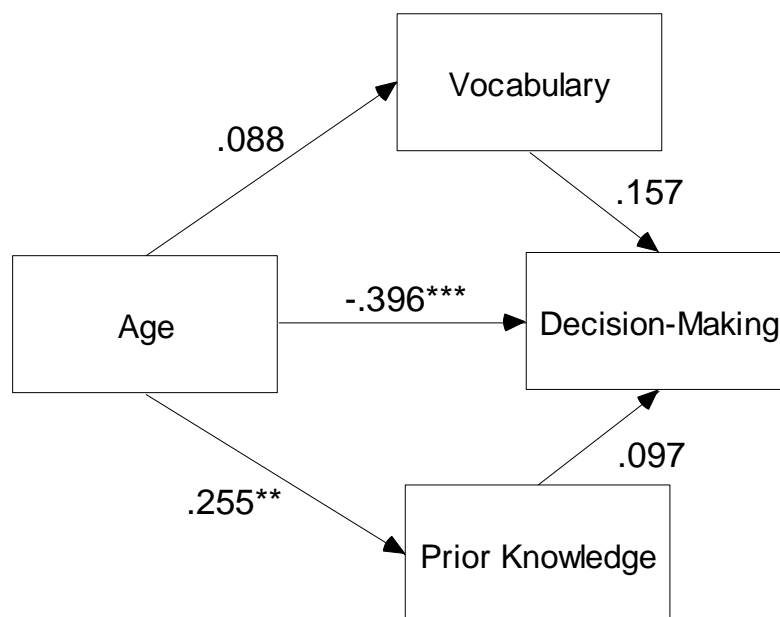 Vocabulary
.088
.157
-.396***
Age
Decision-Making
.097
.255**
Prior Knowledge